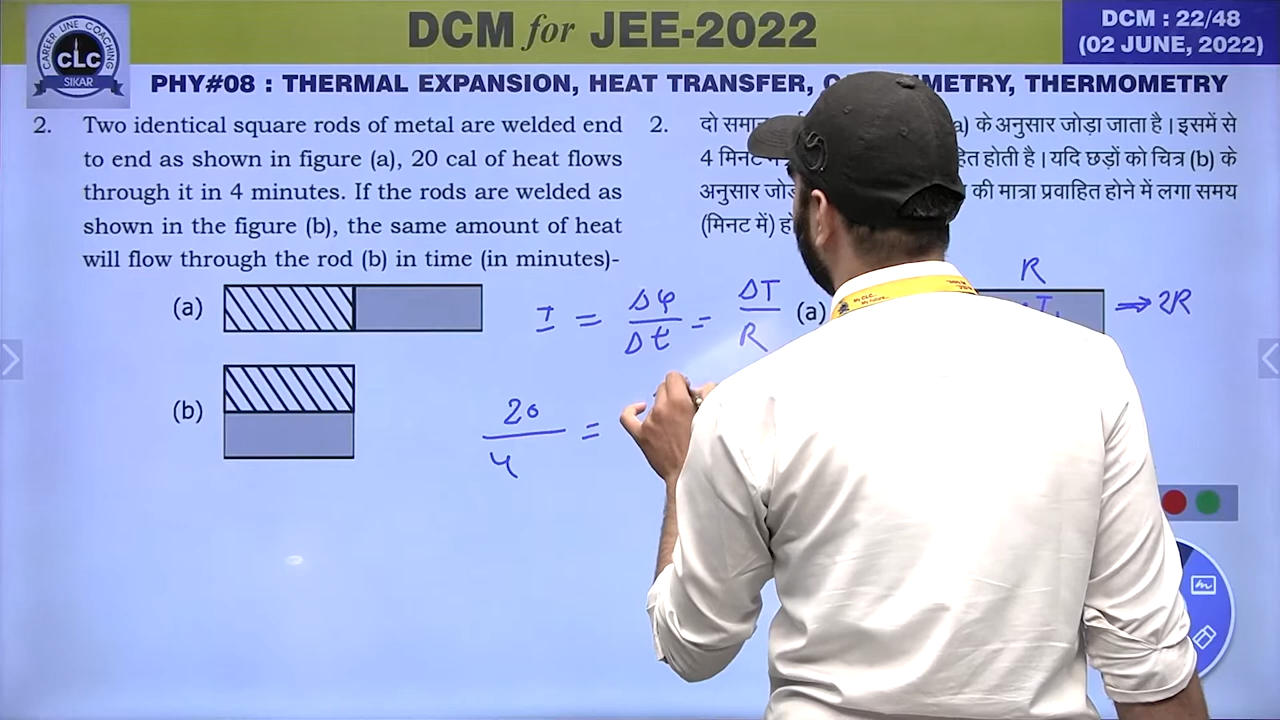 CAREER LINE COACHING
CLC
SIKAR
DCM for JEE-2022
DCM : 22/48
(02 JUNE, 2022)
PHY#08 : THERMAL EXPANSION, HEAT TRANSFER, THERMOMETRY
2. Two identical square rods of metal are welded end
to end as shown in figure (a), 20 cal of heat flows
through it in 4 minutes. If the rods are welded as
shown in the figure (b), the same amount of heat
will flow through the rod (b) in time (in minutes)-
(a)
(b)
2. दो के अनुसार जोड़ा जाता है। इसमें से
4 मिनट होती है। यदि छड़ों को चित्र (b) के
अनुसार की मात्रा प्रवाहित होने में लगा समय
(मिनट में)
(a)
R
⇒ 2R
I = Δφ/Δt = ΔT/R
20/4 =